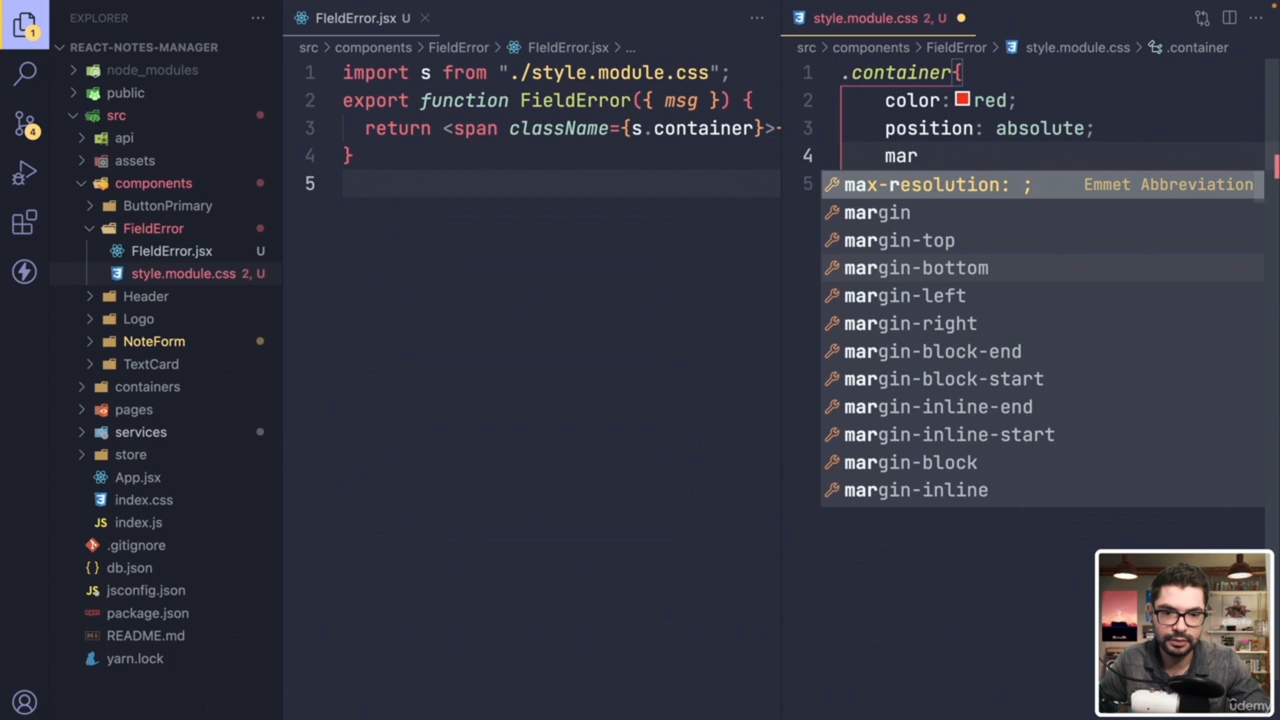 EXPLORER
REACT-NOTES-MANAGER
node_modules
public
src
api
assets
components
ButtonPrimary
FieldError
FIeldError.jsx U
style.module.css 2, U
Header
Logo
NoteForm
TextCard
containers
pages
services
store
App.jsx
index.css
index.js
.gitignore
db.json
jsconfig.json
package.json
README.md
yarn.lock
1
4
FIeldError.jsx U
src components FieldError FIeldError.jsx ...
1 import s from "./style.module.css";
2 export function FieldError({ msg }) {
3 return <span className={s.container}>
4 }
5
style.module.css 2, U
src components FieldError style.module.css .container
1 .container{
2 color: red;
3 position: absolute;
4 mar
5
max-resolution: ; Emmet Abbreviation
margin
margin-top
margin-bottom
margin-left
margin-right
margin-block-end
margin-block-start
margin-inline-end
margin-inline-start
margin-block
margin-inline
udemy